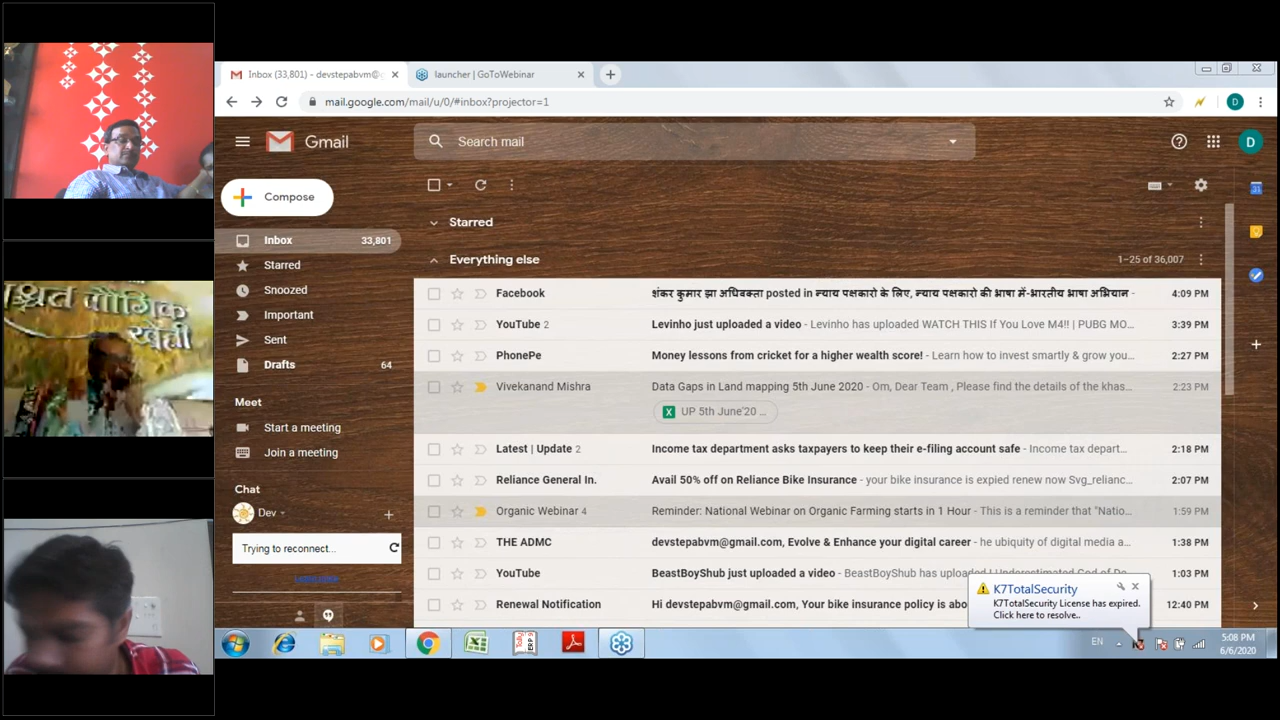 श्रित यौगिक
खेती
Inbox (33,801) - devstepabvm@g
launcher | GoToWebinar
mail.google.com/mail/u/0/#inbox?projector=1
D
Gmail
Search mail
D
Compose
Inbox 33,801
Starred
Snoozed
Important
Sent
Drafts 64
Meet
Start a meeting
Join a meeting
Chat
Dev
Trying to reconnect...
Starred
Everything else 1–25 of 36,007
Facebook शंकर कुमार झा अधिवक्ता posted in न्याय पक्षकारो के लिए, न्याय पक्षकारो की भाषा में-भारतीय भाषा अभियान - 4:09 PM
YouTube 2 Levinho just uploaded a video - Levinho has uploaded WATCH THIS If You Love M4!! | PUBG MO... 3:39 PM
PhonePe Money lessons from cricket for a higher wealth score! - Learn how to invest smartly & grow you... 2:27 PM
Vivekanand Mishra Data Gaps in Land mapping 5th June 2020 - Om, Dear Team , Please find the details of the khas... 2:23 PM
X UP 5th June'20 ...
Latest | Update 2 Income tax department asks taxpayers to keep their e-filing account safe - Income tax depart... 2:18 PM
Reliance General In. Avail 50% off on Reliance Bike Insurance - your bike insurance is expied renew now Svg_relianc... 2:07 PM
Organic Webinar 4 Reminder: National Webinar on Organic Farming starts in 1 Hour - This is a reminder that "Natio... 1:59 PM
THE ADMC devstepabvm@gmail.com, Evolve & Enhance your digital career - he ubiquity of digital media a... 1:38 PM
YouTube BeastBoyShub just uploaded a video - BeastBoyShub has uploaded 1:03 PM
Renewal Notification Hi devstepabvm@gmail.com, Your bike insurance policy is abo 12:40 PM
K7TotalSecurity
K7TotalSecurity License has expired.
Click here to resolve..
EN
5:08 PM
6/6/2020